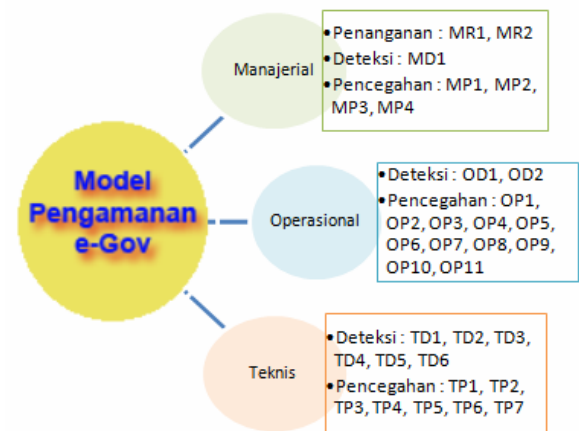 Model
Pengamanan
e-Gov
Manajerial
•Penanganan : MR1, MR2
•Deteksi : MD1
•Pencegahan : MP1, MP2,
MP3, MP4
Operasional
•Deteksi : OD1, OD2
•Pencegahan : OP1,
OP2, OP3, OP4, OP5,
OP6, OP7, OP8, OP9,
OP10, OP11
Teknis
•Deteksi : TD1, TD2, TD3,
TD4, TD5, TD6
•Pencegahan : TP1, TP2,
TP3, TP4, TP5, TP6, TP7